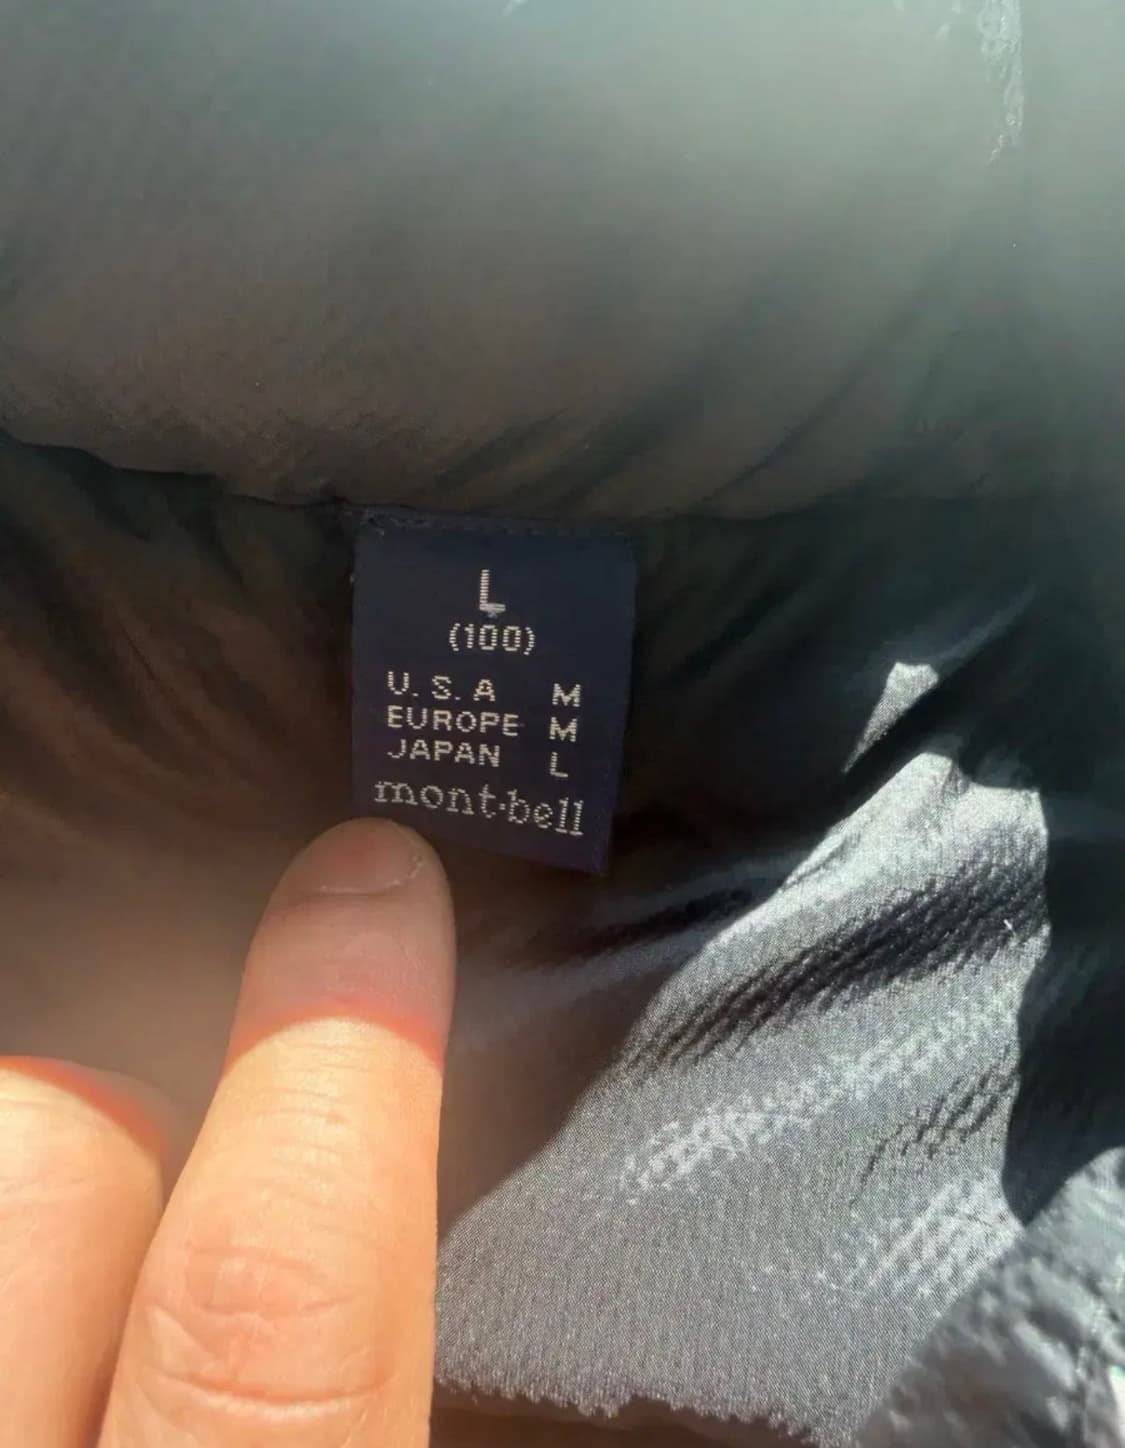 L
(100)
U.S.A M
EUROPE M
JAPAN L
mont·bell